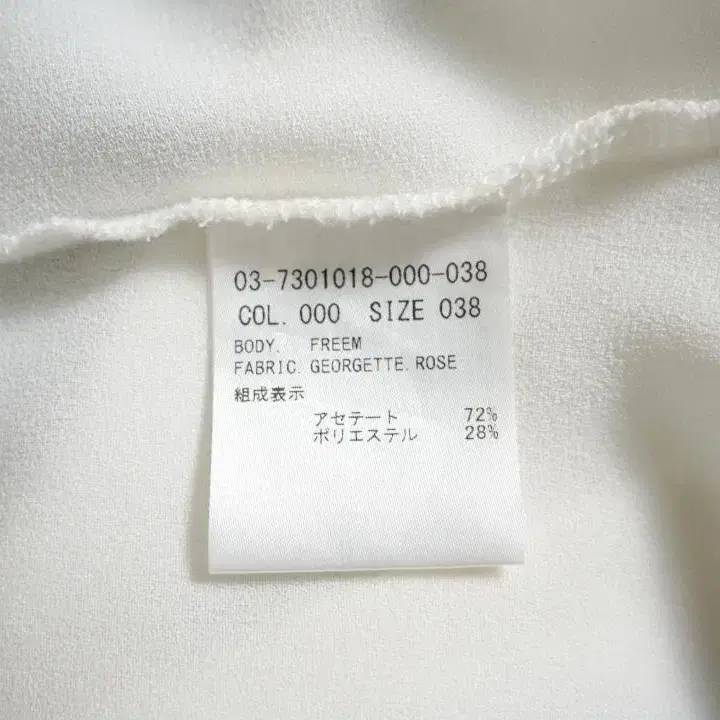 03-7301018-000-038
COL. 000 SIZE 038
BODY. FREEM
FABRIC. GEORGETTE. ROSE
組成表示
アセテート 72%
ポリエステル 28%